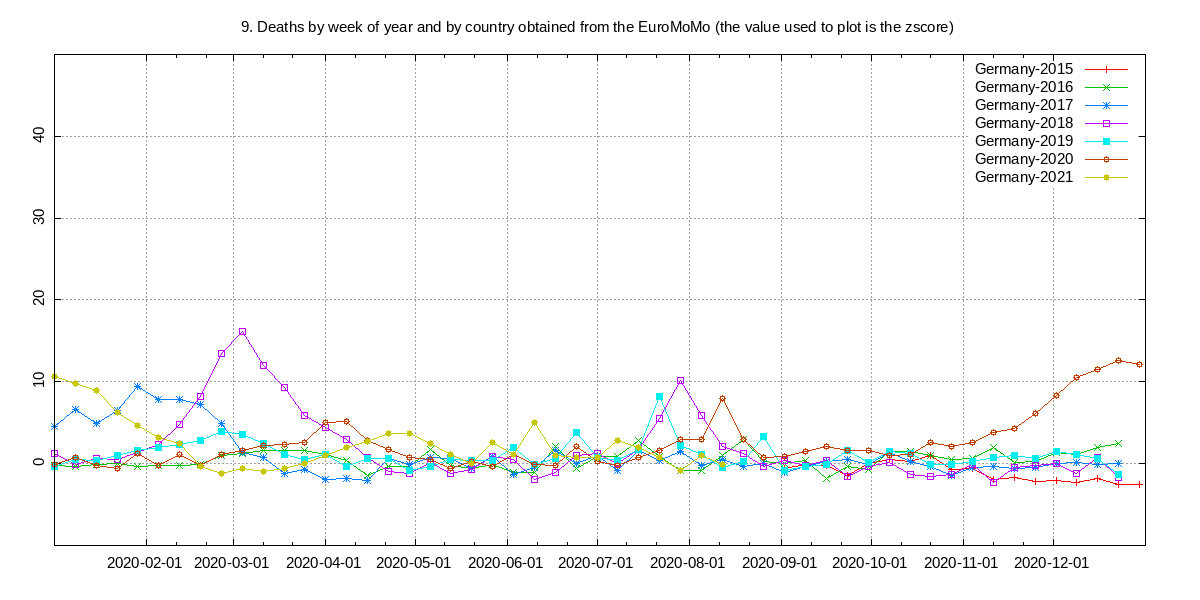 9. Deaths by week of year and by country obtained from the EuroMoMo (the value used to plot is the zscore)
Germany-2015
Germany-2016
Germany-2017
Germany-2018
Germany-2019
Germany-2020
Germany-2021
40
30
20
10
0
2020-02-01 2020-03-01 2020-04-01 2020-05-01 2020-06-01 2020-07-01 2020-08-01 2020-09-01 2020-10-01 2020-11-01 2020-12-01